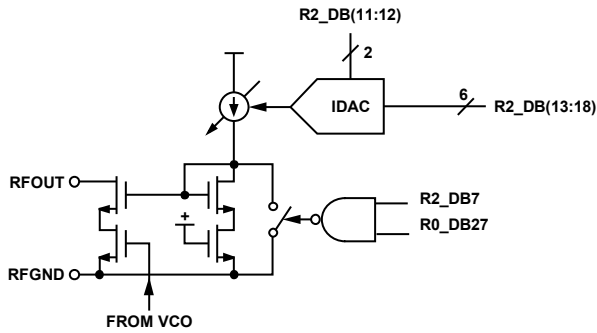 R2_DB(11:12)
2
IDAC
6
R2_DB(13:18)
RFOUT
R2_DB7
+
R0_DB27
RFGND
FROM VCO